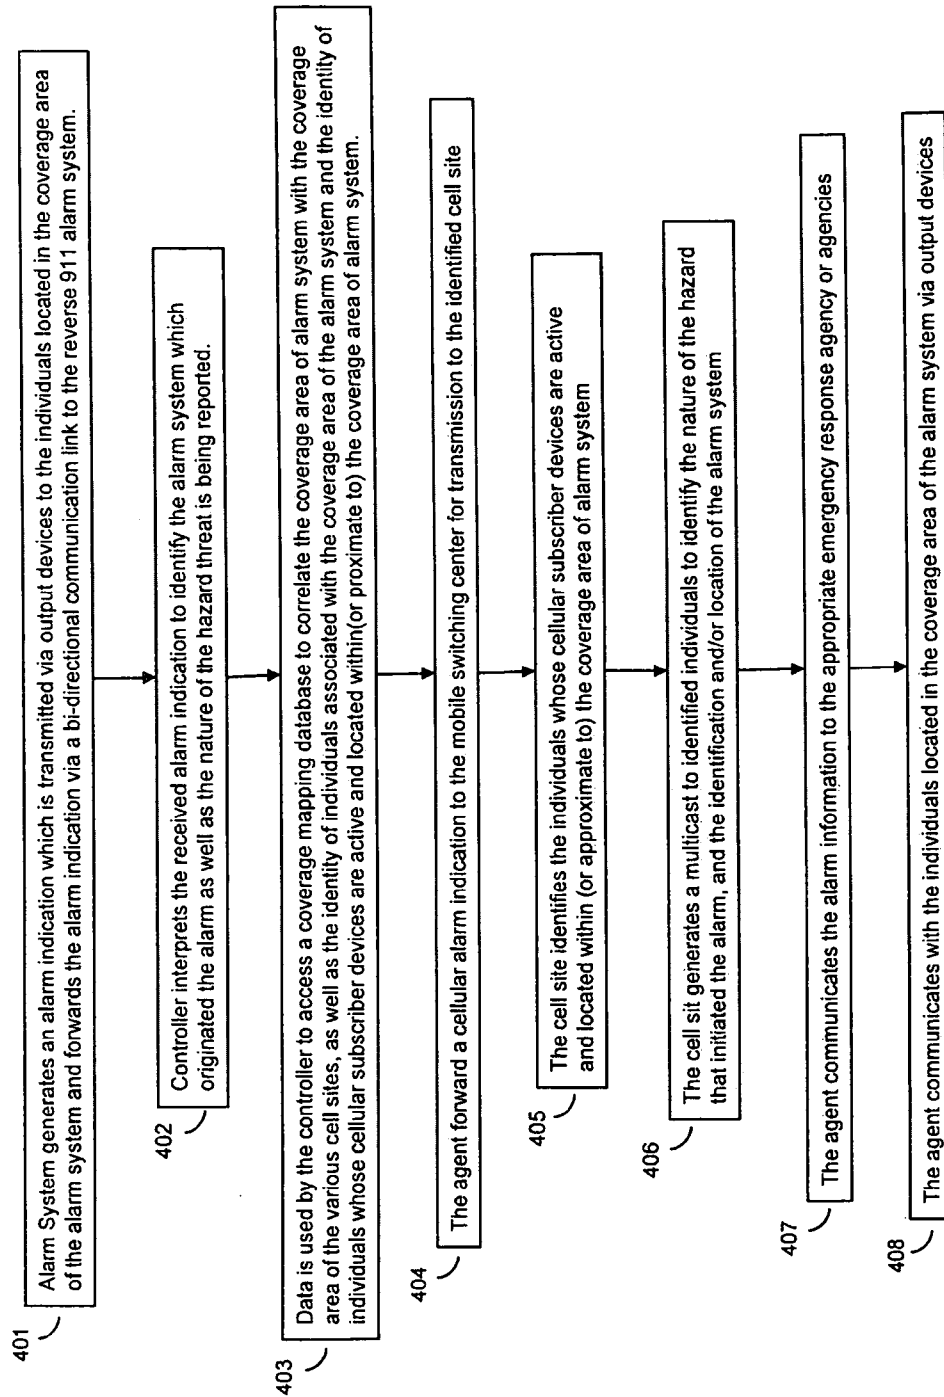 401
Alarm System generates an alarm indication which is transmitted via output devices to the individuals located in the coverage area
of the alarm system and forwards the alarm indication via a bi-directional communication link to the reverse 911 alarm system.
402
Controller interprets the received alarm indication to identify the alarm system which
originated the alarm as well as the nature of the hazard threat is being reported.
403
Data is used by the controller to access a coverage mapping database to correlate the coverage area of alarm system with the coverage
area of the various cell sites, as well as the identity of individuals associated with the coverage area of the alarm system and the identity of
individuals whose cellular subscriber devices are active and located within(or proximate to) the coverage area of alarm system.
404
The agent forward a cellular alarm indication to the mobile switching center for transmission to the identified cell site
405
The cell site identifies the individuals whose cellular subscriber devices are active
and located within (or approximate to) the coverage area of alarm system
406
The cell sit generates a multicast to identified individuals to identify the nature of the hazard
that initiated the alarm, and the identification and/or location of the alarm system
407
The agent communicates the alarm information to the appropriate emergency response agency or agencies
408
The agent communicates with the individuals located in the coverage area of the alarm system via output devices